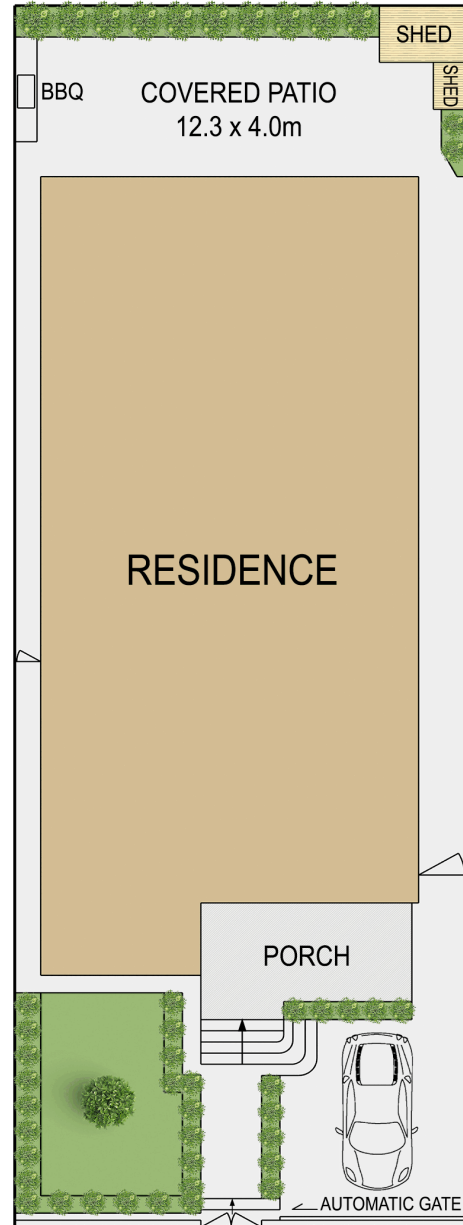 SHED
SHED
BBQ
COVERED PATIO
12.3 x 4.0m
RESIDENCE
PORCH
AUTOMATIC GATE